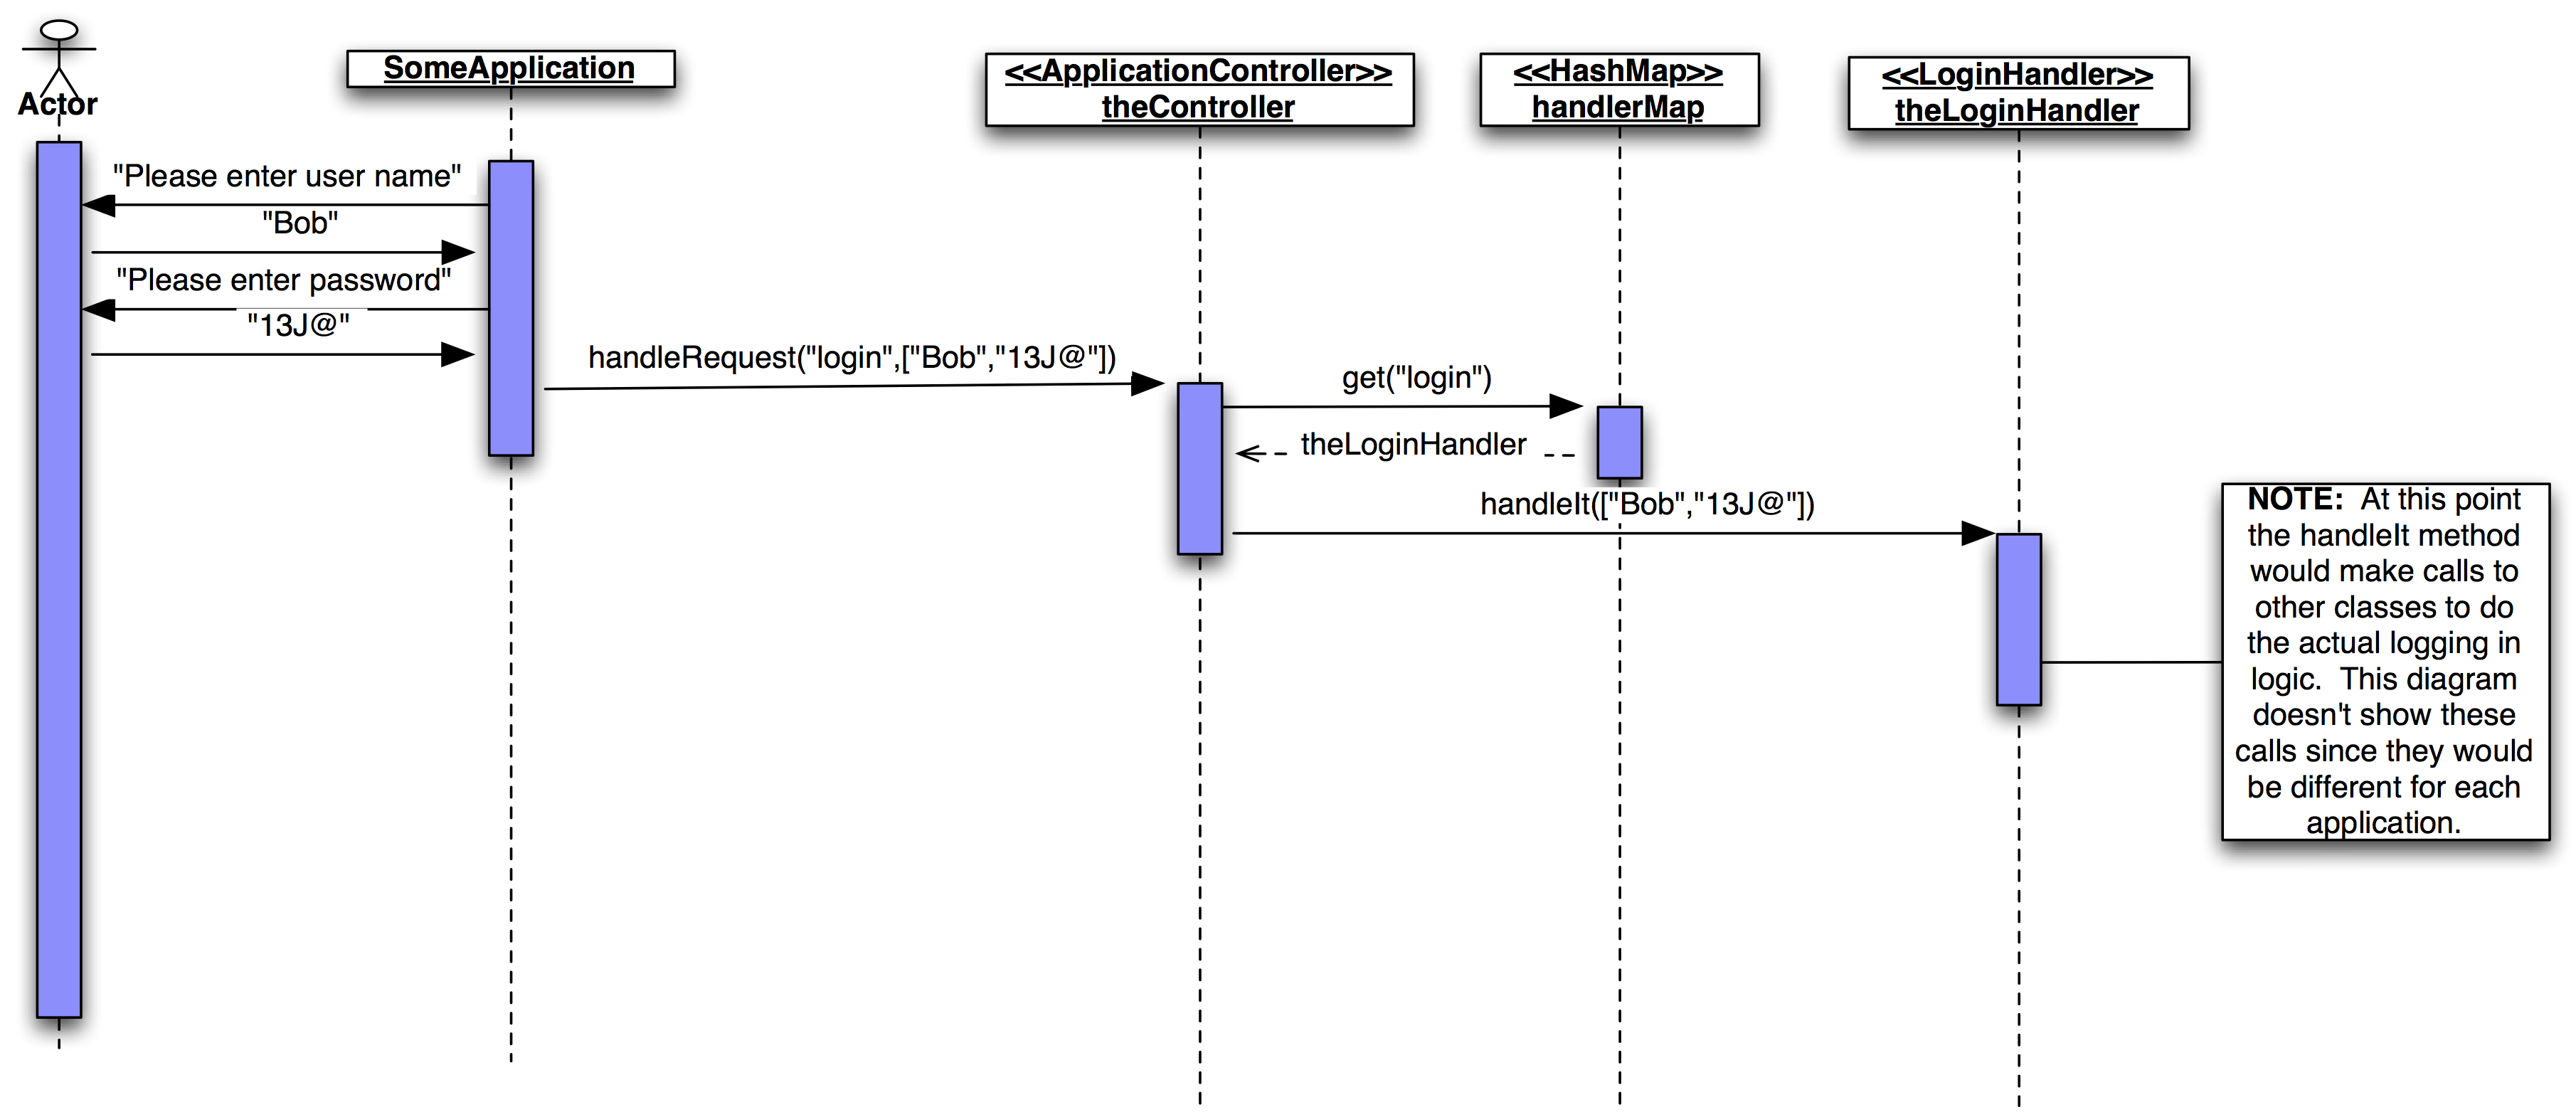 Actor
SomeApplication
<<ApplicationController>>
theController
<<HashMap>>
handlerMap
<<LoginHandler>>
theLoginHandler
"Please enter user name"
"Bob"
"Please enter password"
"13J@"
handleRequest("login",["Bob","13J@"])
get("login")
theLoginHandler
handleIt(["Bob","13J@"])
NOTE:  At this point
the handleIt method
would make calls to
other classes to do
the actual logging in
logic.  This diagram
doesn't show these
calls since they would
be different for each
application.